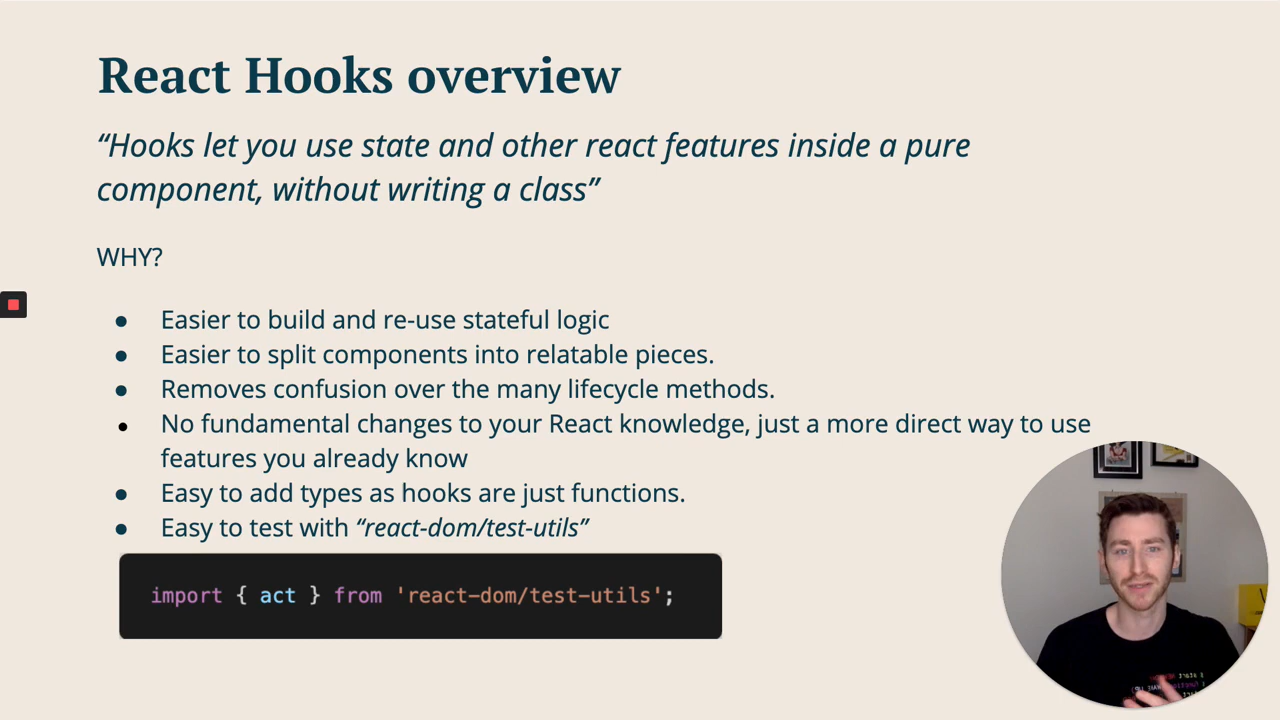 React Hooks overview
“Hooks let you use state and other react features inside a pure
component, without writing a class”
WHY?
● Easier to build and re-use stateful logic
● Easier to split components into relatable pieces.
● Removes confusion over the many lifecycle methods.
● No fundamental changes to your React knowledge, just a more direct way to use
features you already know
● Easy to add types as hooks are just functions.
● Easy to test with “react-dom/test-utils”
import { act } from 'react-dom/test-utils';